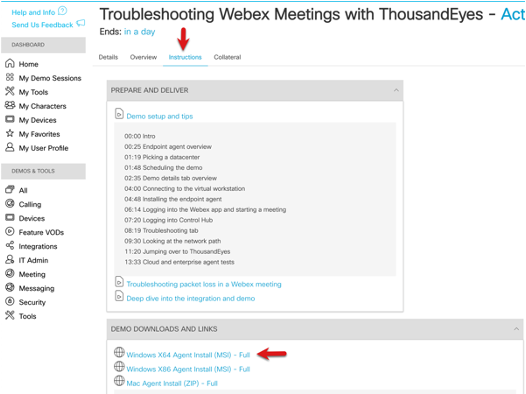 Help and Info
Send Us Feedback
DASHBOARD
Home
My Demo Sessions
My Tools
My Characters
My Devices
My Favorites
My User Profile
DEMOS & TOOLS
All
Calling
Devices
Feature VODs
Integrations
IT Admin
Meeting
Messaging
Security
Tools
Troubleshooting Webex Meetings with ThousandEyes - Act
Ends: in a day
Details Overview Instructions Collateral
PREPARE AND DELIVER
Demo setup and tips
00:00 Intro
00:25 Endpoint agent overview
01:19 Picking a datacenter
01:48 Scheduling the demo
02:35 Demo details tab overview
04:00 Connecting to the virtual workstation
04:48 Installing the endpoint agent
06:14 Logging into the Webex app and starting a meeting
07:20 Logging into Control Hub
08:19 Troubleshooting tab
09:30 Looking at the network path
11:20 Jumping over to ThousandEyes
13:33 Cloud and enterprise agent tests
Troubleshooting packet loss in a Webex meeting
Deep dive into the integration and demo
DEMO DOWNLOADS AND LINKS
Windows X64 Agent Install (MSI) - Full
Windows X86 Agent Install (MSI) - Full
Mac Agent Install (ZIP) - Full